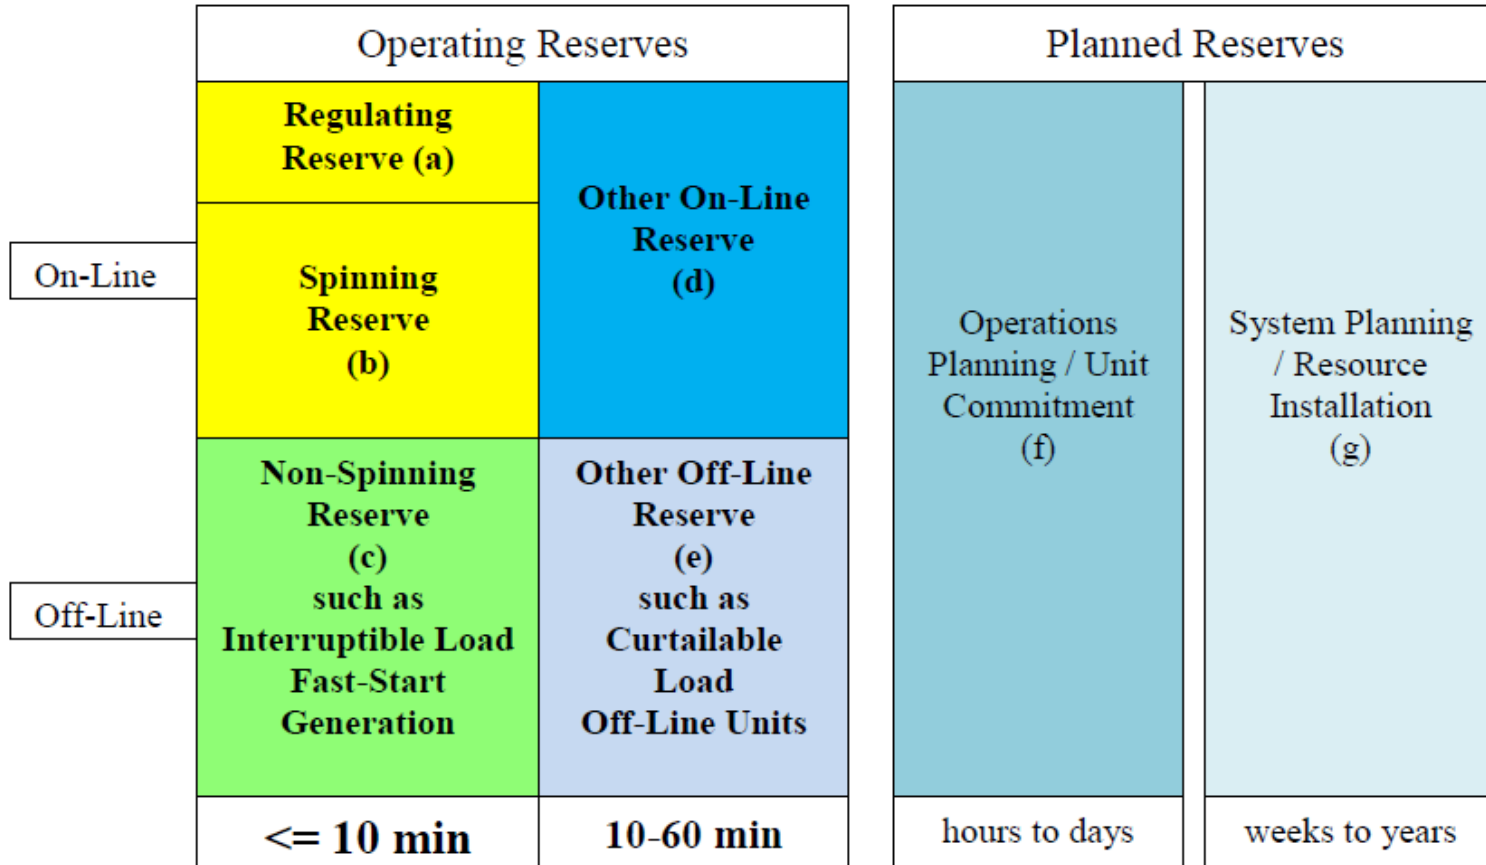 Operating Reserves
Planned Reserves
On-Line
Off-Line
Regulating
Reserve (a)
Spinning
Reserve
(b)
Non-Spinning
Reserve
(c)
such as
Interruptible Load
Fast-Start
Generation
<= 10 min
Other On-Line
Reserve
(d)
Other Off-Line
Reserve
(e)
such as
Curtailable
Load
Off-Line Units
10-60 min
Operations
Planning / Unit
Commitment
(f)
hours to days
System Planning
/ Resource
Installation
(g)
weeks to years